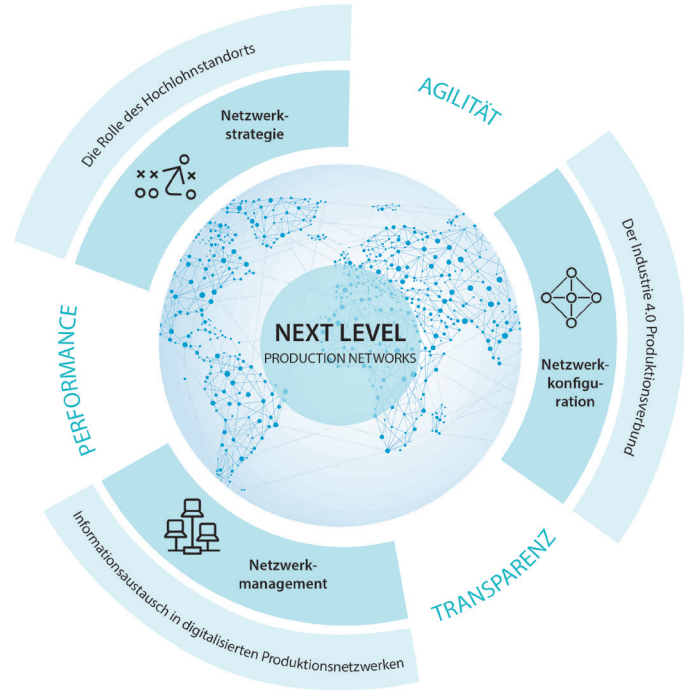 Die Rolle des Hochlohnstandorts
Netzwerk-
strategie
AGILITÄT
Der Industrie 4.0 Produktionsverbund
Netzwerk-
konfigu-
ration
NEXT LEVEL
PRODUCTION NETWORKS
PERFORMANCE
TRANSPARENZ
Netzwerk-
management
Informationsaustausch in digitalisierten Produktionsnetzwerken